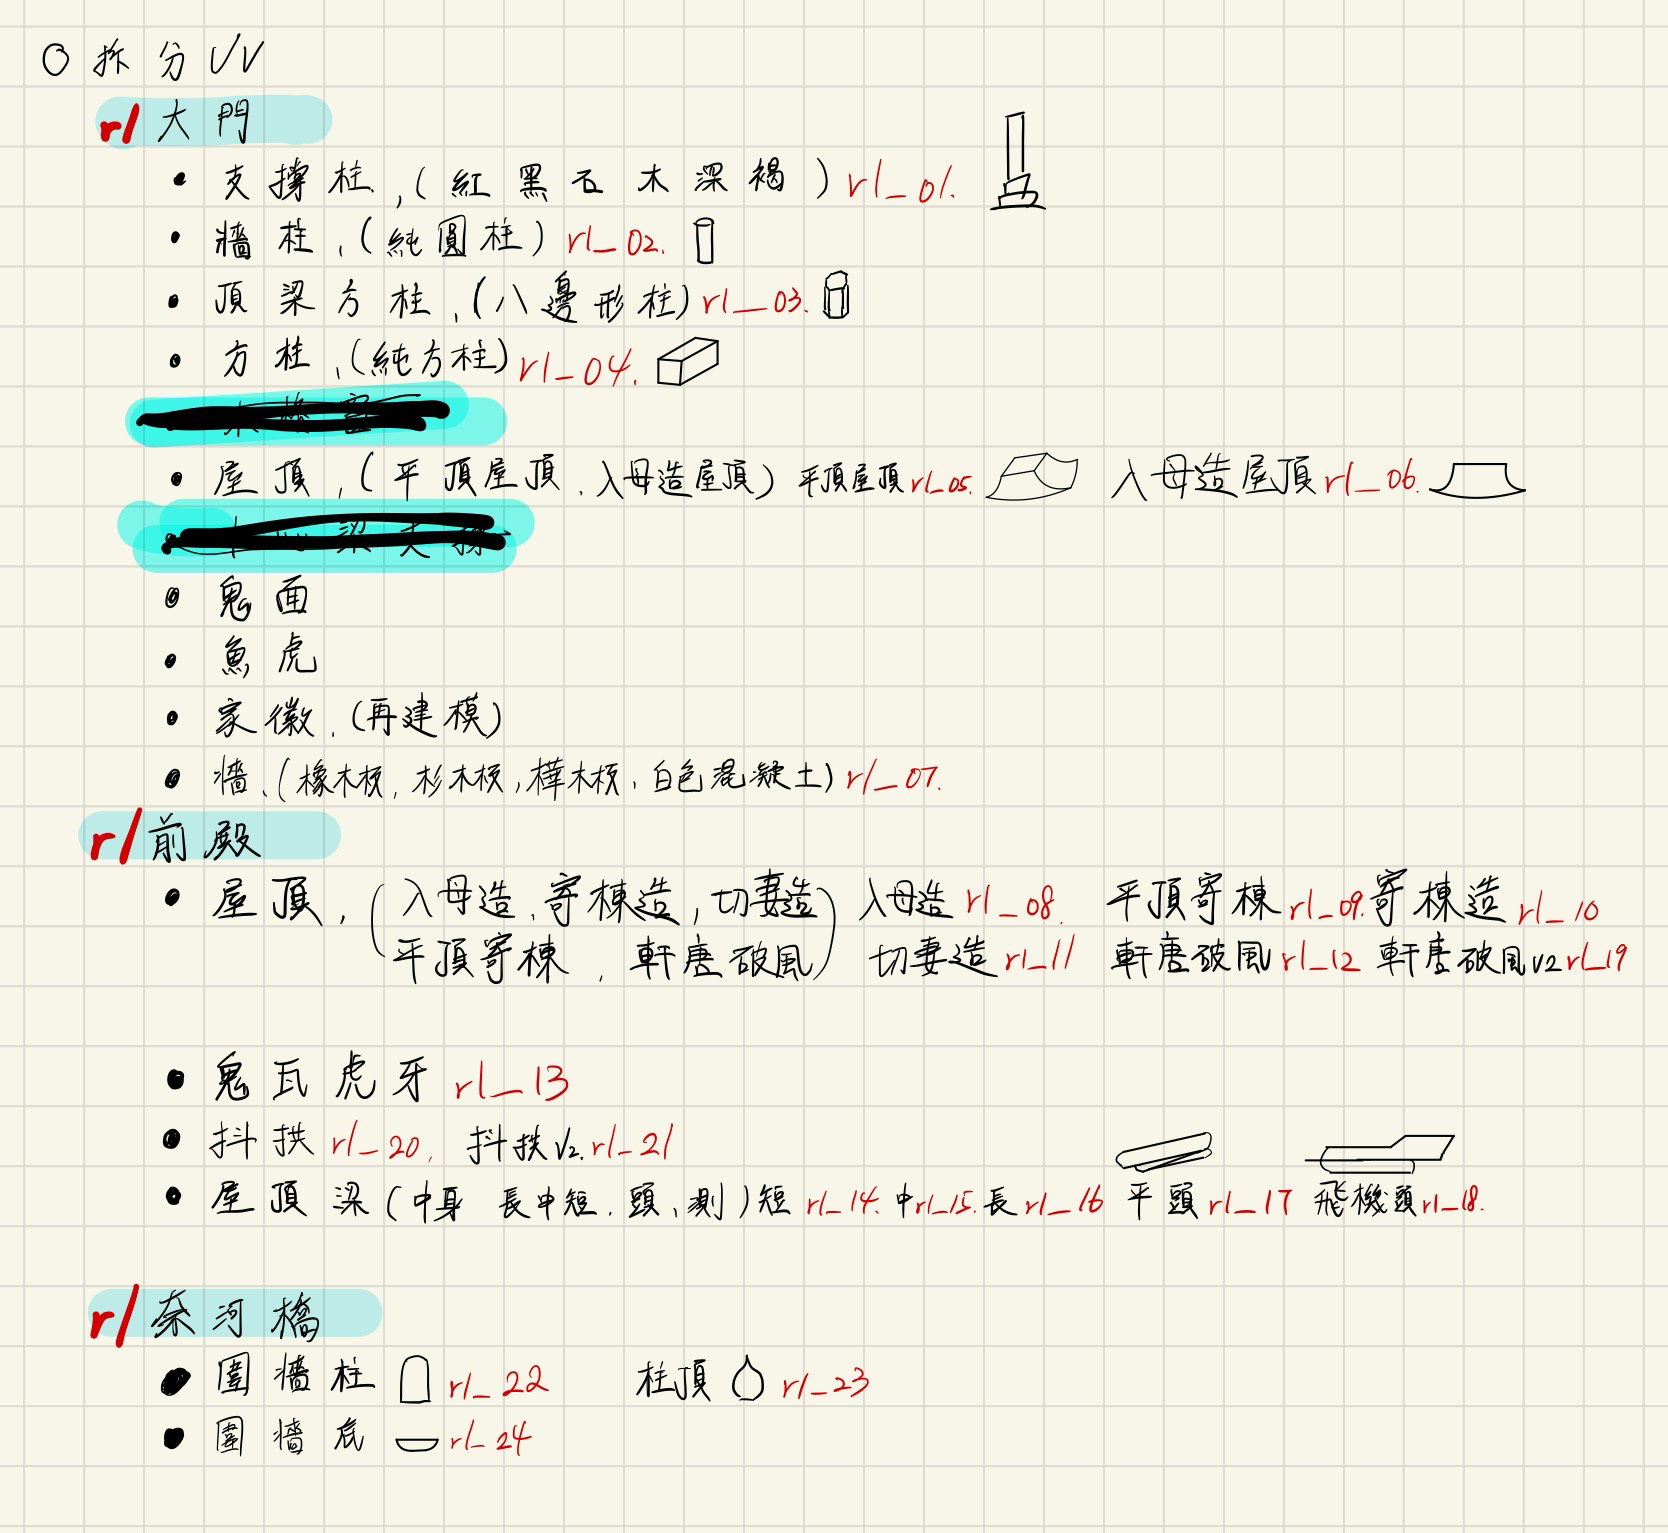 ○ 拆分UV
r/ 大門
• 支撐柱,(紅黑石木深褐) rl_01.
• 牆柱,(純圓柱) rl_02.
• 頂梁方柱,(八邊形柱) rl_03.
• 方柱,(純方柱) rl_04.
• 屋頂,(平頂屋頂、入母造屋頂) 平頂屋頂 rl_05. 入母造屋頂 rl_06.
• 鬼面
• 魚虎
• 家徽.(再建模)
• 牆、(橡木板, 杉木板, 樺木板, 白色混凝土) rl_07.
r/ 前殿
• 屋頂,(入母造、寄棟造,切妻造 入母造 rl_08. 平頂寄棟 rl_09. 寄棟造 rl_10
平頂寄棟,軒唐破風) 切妻造 rl_11 軒唐破風 rl_12 軒唐破風v2 rl_19
• 鬼瓦虎牙 rl_13
• 抖拱 rl_20. 抖拱v2. rl_21
• 屋頂梁(中身 長中短.頭、測) 短 rl_14. 中 rl_15. 長 rl_16 平頭 rl_17 飛機頭 rl_18.
r/ 奈河橋
• 圍牆柱 rl_22 柱頂 rl_23
• 圍牆底 rl_24